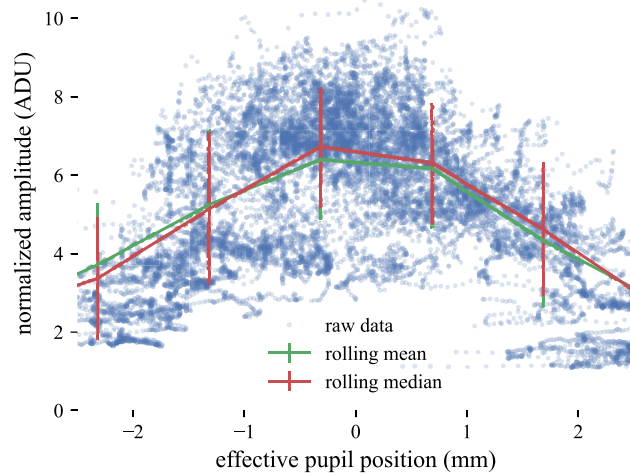 10
8
6
4
2
0
normalized amplitude (ADU)
raw data
rolling mean
rolling median
−2 −1 0 1 2
effective pupil position (mm)